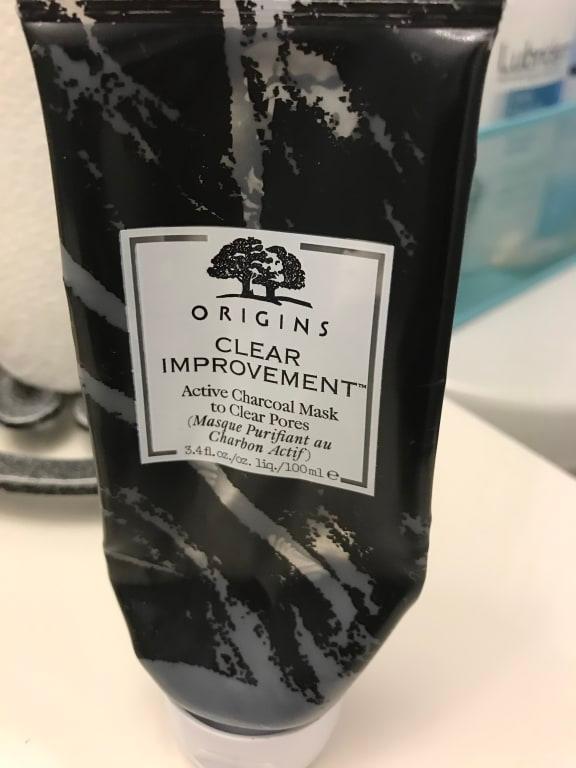 ORIGINS
CLEAR
IMPROVEMENT™
Active Charcoal Mask
to Clear Pores
(Masque Purifiant au
Charbon Actif)
3.4 fl. oz./oz. liq./100 ml ℮